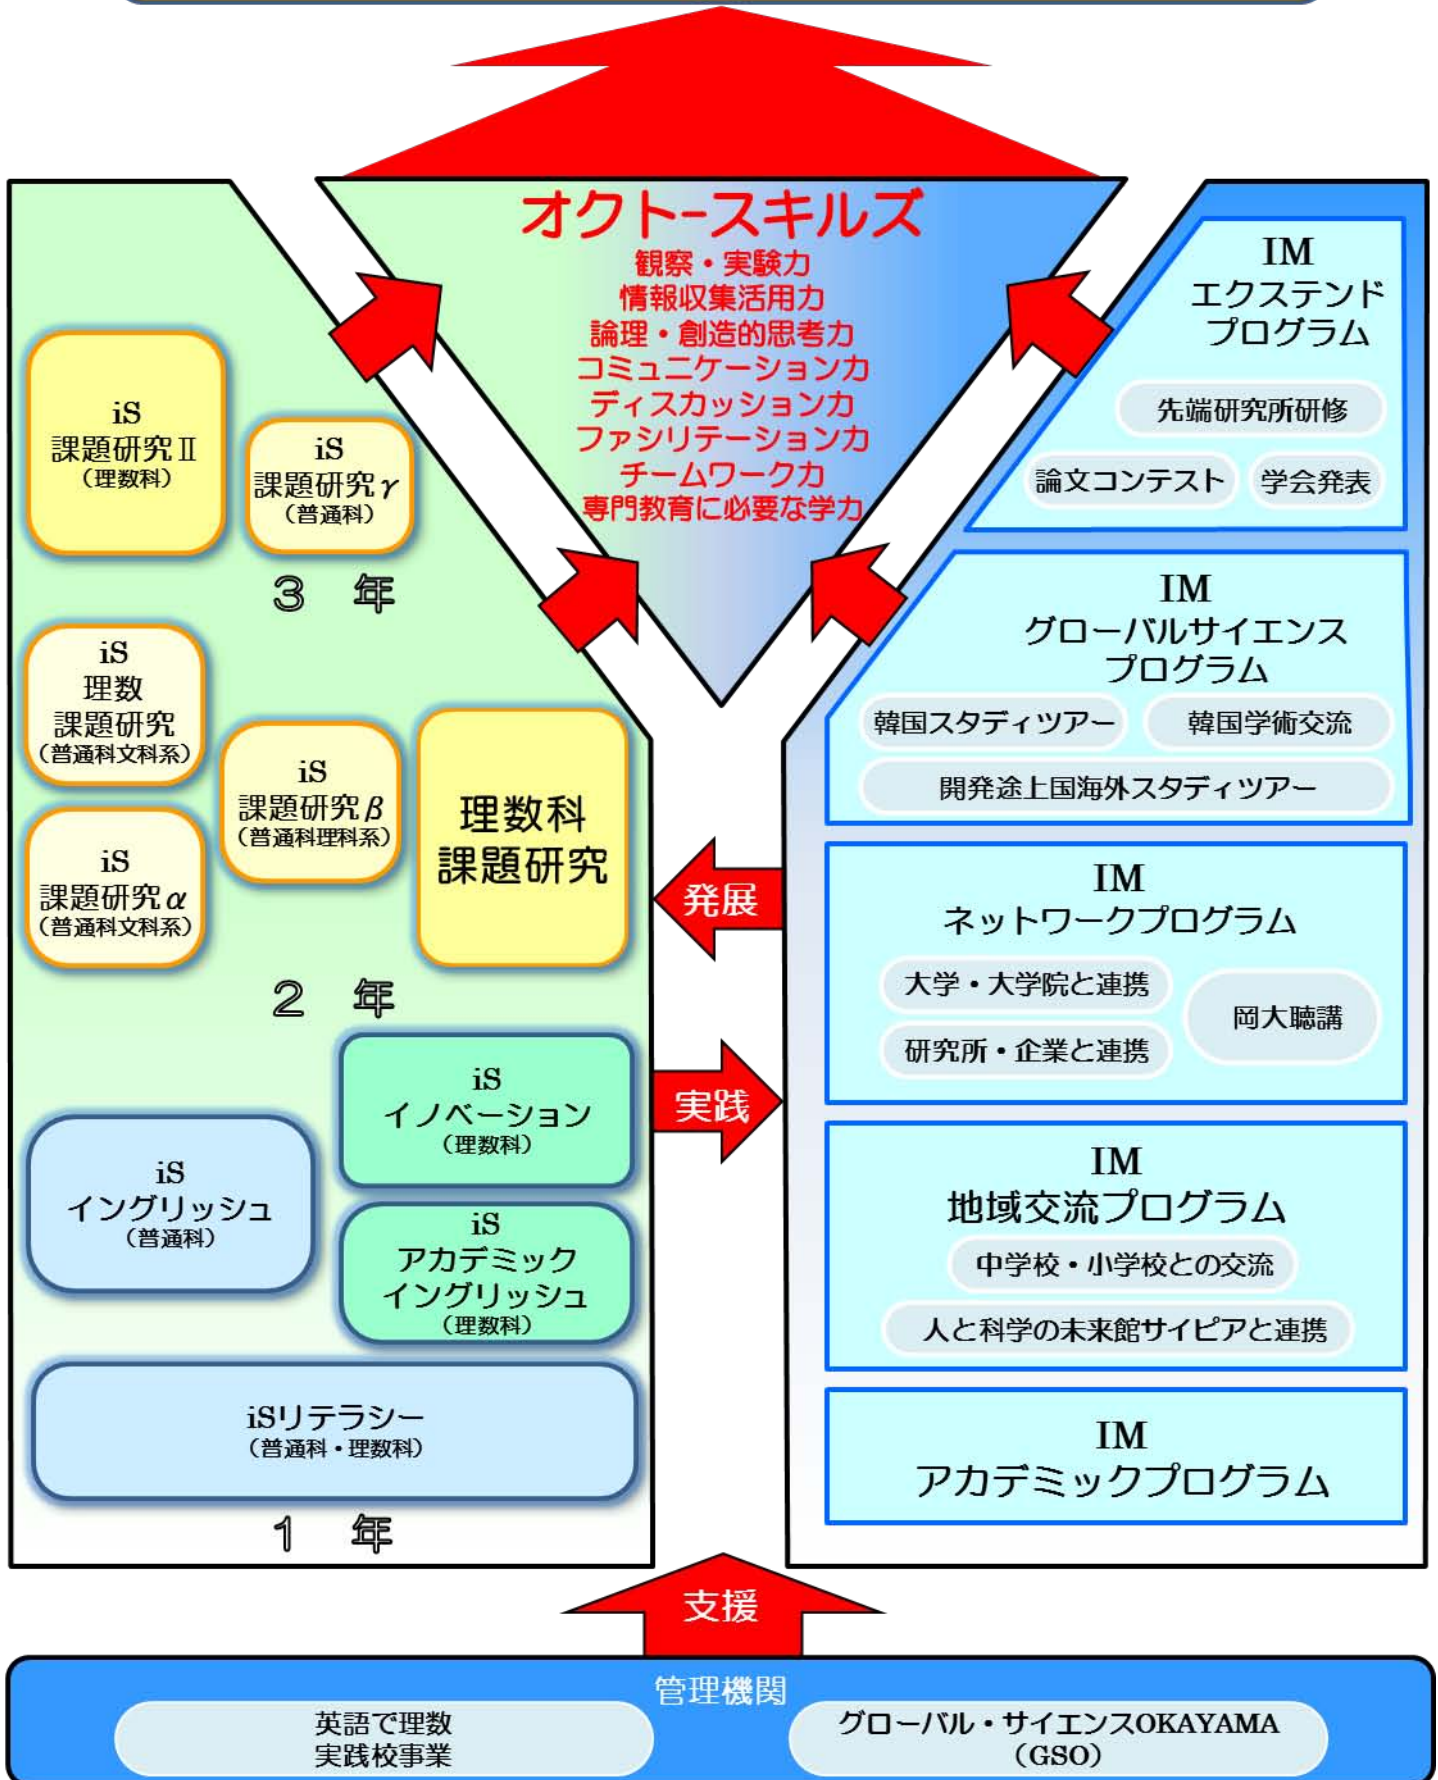 オクトースキルズ
観察・実験力
情報収集活用力
論理・創造的思考力
コミュニケーション力
ディスカッション力
ファシリテーション力
チームワーク力
専門教育に必要な学力
iS
課題研究Ⅱ
（理数科）
iS
課題研究γ
（普通科）
３　年
iS
理数
課題研究
（普通科文科系）
iS
課題研究α
（普通科文科系）
iS
課題研究β
（普通科理科系）
理数科
課題研究
２　年
iS
イノベーション
（理数科）
iS
イングリッシュ
（普通科）
iS
アカデミック
イングリッシュ
（理数科）
iSリテラシー
（普通科・理数科）
１　年
発展
実践
IM
エクステンド
プログラム
先端研究所研修
論文コンテスト
学会発表
IM
グローバルサイエンス
プログラム
韓国スタディツアー
韓国学術交流
開発途上国海外スタディツアー
IM
ネットワークプログラム
大学・大学院と連携
研究所・企業と連携
岡大聴講
IM
地域交流プログラム
中学校・小学校との交流
人と科学の未来館サイピアと連携
IM
アカデミックプログラム
支援
管理機関
英語で理数
実践校事業
グローバル・サイエンスOKAYAMA
（GSO）